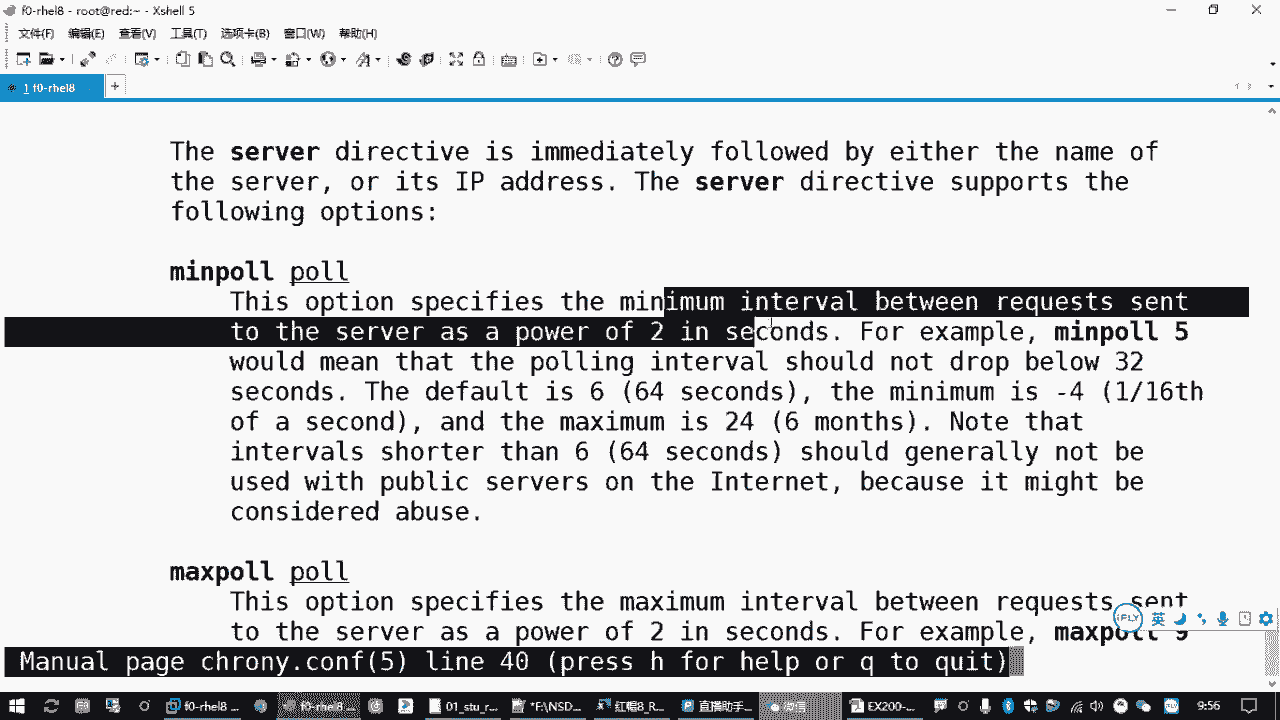 f0-rhel8 - root@red:~ - Xshell 5
文件(F) 编辑(E) 查看(V) 工具(T) 选项卡(B) 窗口(W) 帮助(H)
1 f0-rhel8
The server directive is immediately followed by either the name of
the server, or its IP address. The server directive supports the
following options:
minpoll poll
This option specifies the minimum interval between requests sent
to the server as a power of 2 in seconds. For example, minpoll 5
would mean that the polling interval should not drop below 32
seconds. The default is 6 (64 seconds), the minimum is -4 (1/16th
of a second), and the maximum is 24 (6 months). Note that
intervals shorter than 6 (64 seconds) should generally not be
used with public servers on the Internet, because it might be
considered abuse.
maxpoll poll
This option specifies the maximum interval between requests sent
to the server as a power of 2 in seconds. For example, maxpoll 9
iFLY 英
Manual page chrony.conf(5) line 40 (press h for help or q to quit)
f0-rhel8 ... f0-rhel8 ... 01_stu_r... *F:\NSD... 红帽8_R... 直播助手... 微信 EX200-... 9:56